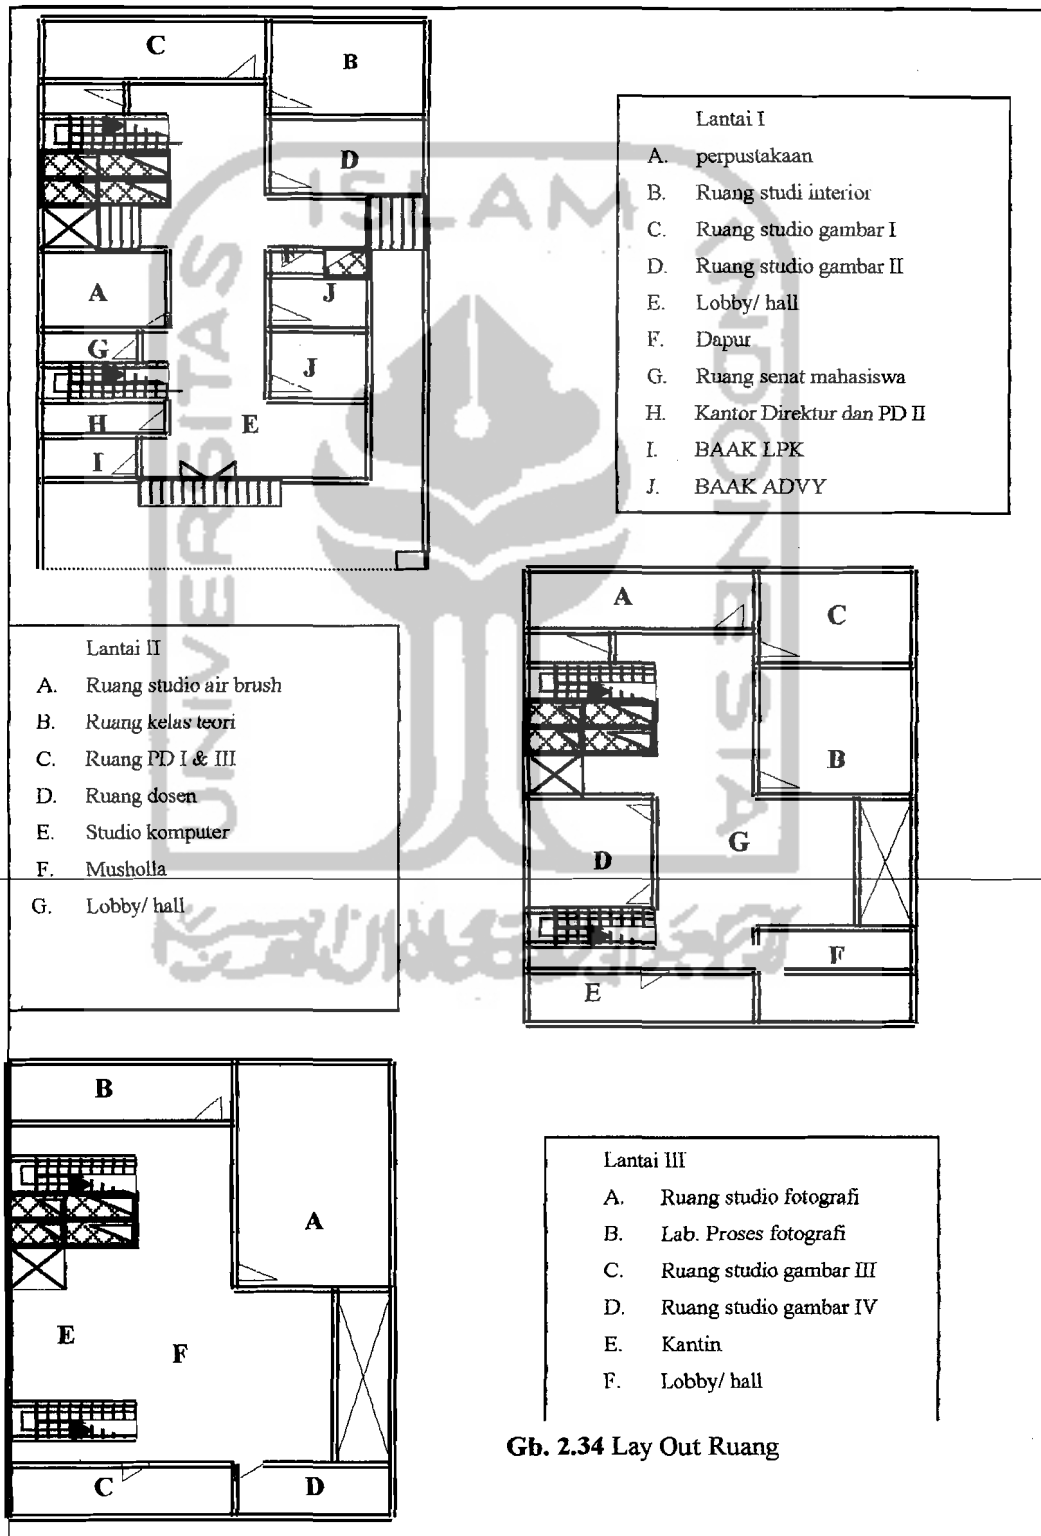 C
B
D
F
A
J
G
J
H
E
I
Lantai I
A. perpustakaan
B. Ruang studi interior
C. Ruang studio gambar I
D. Ruang studio gambar II
E. Lobby/ hall
F. Dapur
G. Ruang senat mahasiswa
H. Kantor Direktur dan PD II
I. BAAK LPK
J. BAAK ADVY
UNIVERSITAS
ISLAM
INDONESIA
Lantai II
A. Ruang studio air brush
B. Ruang kelas teori
C. Ruang PD I & III
D. Ruang dosen
E. Studio komputer
F. Musholla
G. Lobby/ hall
A
C
B
G
D
F
E
B
A
E
F
C
D
Lantai III
A. Ruang studio fotografi
B. Lab. Proses fotografi
C. Ruang studio gambar III
D. Ruang studio gambar IV
E. Kantin
F. Lobby/ hall
Gb. 2.34 Lay Out Ruang